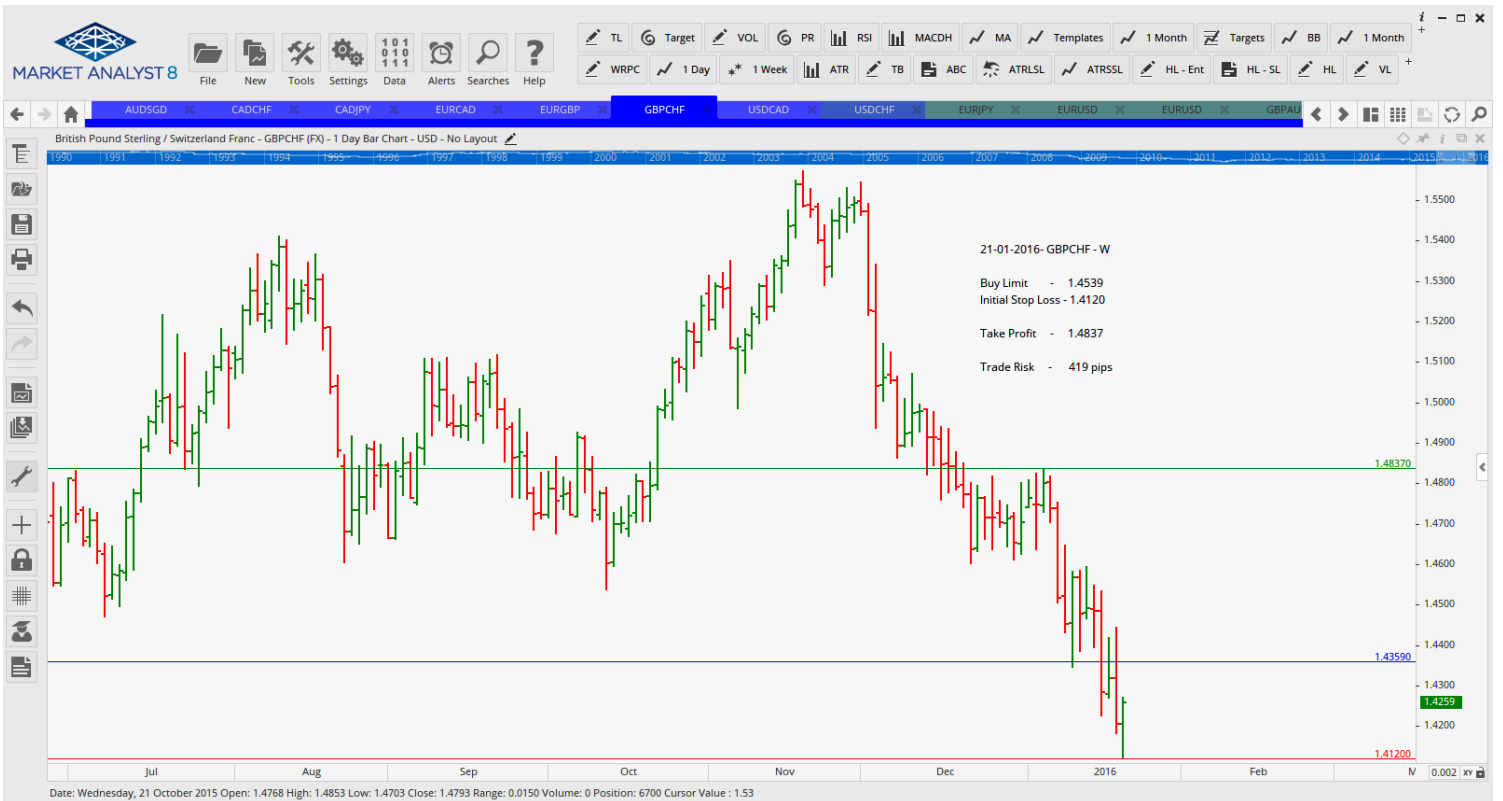 i
TL Target VOL PR RSI MACDH MA Templates 1 Month Targets BB 1 Month +
WRPC 1 Day 1 Week ATR TB ABC ATRLSL ATRSSL HL - Ent HL - SL HL VL +
MARKET ANALYST 8
101
010
111
File New Tools Settings Data Alerts Searches Help
AUDSGD CADCHF CADJPY EURCAD EURGBP GBPCHF USDCAD USDCHF EURJPY EURUSD EURUSD GBPAU
British Pound Sterling / Switzerland Franc - GBPCHF (FX) - 1 Day Bar Chart - USD - No Layout
1990 1991 1992 1993 1994 1995 1996 1997 1998 1999 2000 2001 2002 2003 2004 2005 2006 2007 2008 2009 2010 2011 2012 2013 2014 2015 2016
1.5500
1.5400
21-01-2016- GBPCHF - W
Buy Limit - 1.4539
1.5300
Initial Stop Loss - 1.4120
1.5200
Take Profit - 1.4837
1.5100
Trade Risk - 419 pips
1.5000
1.4900
1.48370
1.4800
1.4700
1.4600
1.4500
1.4400
1.43590
1.4300
1.4259
1.4200
1.41200
Jul Aug Sep Oct Nov Dec 2016 Feb M 0.002 XY
Date: Wednesday, 21 October 2015 Open: 1.4768 High: 1.4853 Low: 1.4703 Close: 1.4793 Range: 0.0150 Volume: 0 Position: 6700 Cursor Value : 1.53